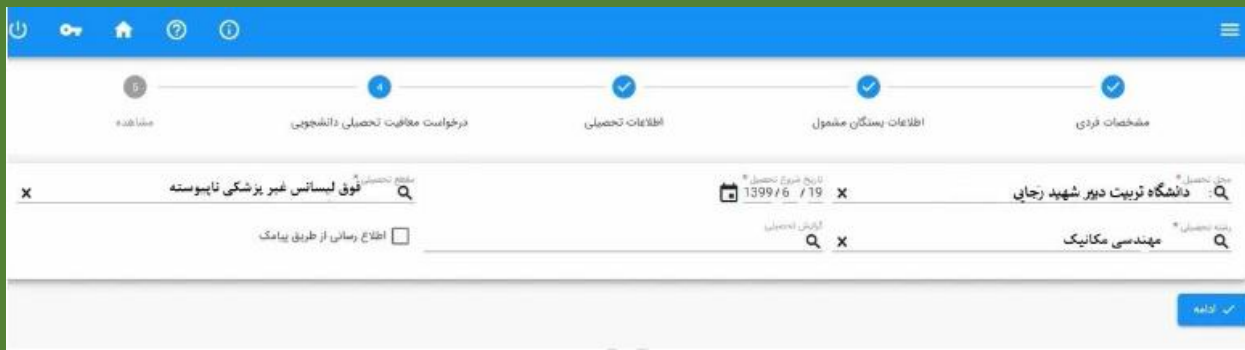 مشخصات فردی
اطلاعات بستگان مشمول
اطلاعات تحصیلی
4
درخواست معافیت تحصیلی دانشجویی
5
مشاهده
محل تحصیل *
دانشگاه تربیت دبیر شهید رجایی
تاریخ شروع تحصیل *
1399/6 /19
مقطع تحصیلی *
فوق لیسانس غیر پزشکی ناپیوسته
رشته تحصیلی *
مهندسی مکانیک
گرایش تحصیلی
اطلاع رسانی از طریق پیامک
ادامه